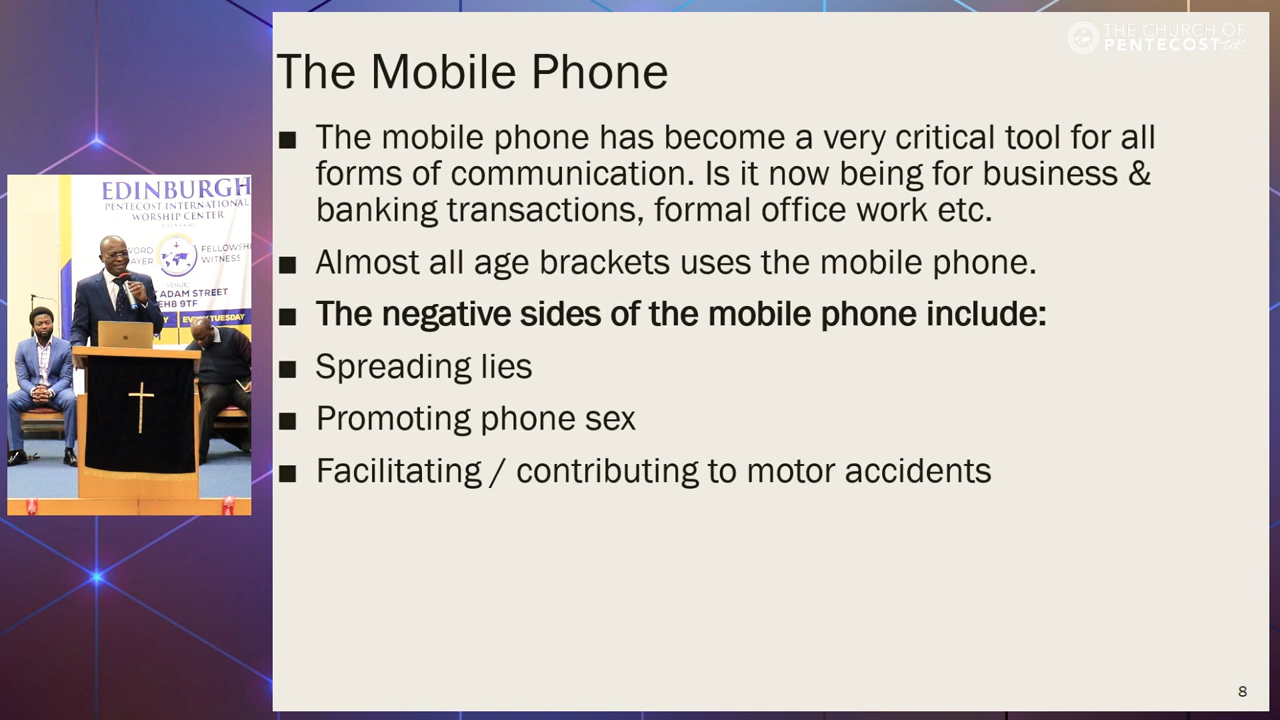 THE CHURCH OF
PENTECOST UK
The Mobile Phone
■ The mobile phone has become a very critical tool for all
forms of communication. Is it now being for business &
banking transactions, formal office work etc.
■ Almost all age brackets uses the mobile phone.
■ The negative sides of the mobile phone include:
■ Spreading lies
■ Promoting phone sex
■ Facilitating / contributing to motor accidents
8
EDINBURGH
PENTECOST INTERNATIONAL
WORSHIP CENTER
FELLOWSHI
WITNESS
VENUE:
ADAM STREET
EH8 9TF
EVERY TUESDAY